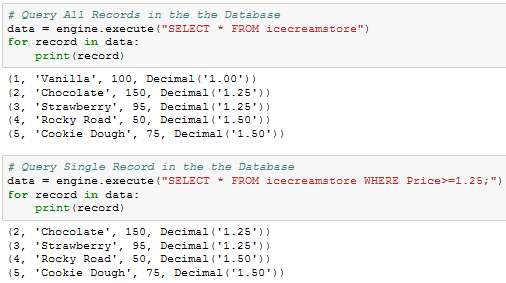 # Query All Records in the the Database
data = engine.execute("SELECT * FROM icecreamstore")
for record in data:
    print(record)
(1, 'Vanilla', 100, Decimal('1.00'))
(2, 'Chocolate', 150, Decimal('1.25'))
(3, 'Strawberry', 95, Decimal('1.25'))
(4, 'Rocky Road', 50, Decimal('1.50'))
(5, 'Cookie Dough', 75, Decimal('1.50'))
# Query Single Record in the the Database
data = engine.execute("SELECT * FROM icecreamstore WHERE Price>=1.25;")
for record in data:
    print(record)
(2, 'Chocolate', 150, Decimal('1.25'))
(3, 'Strawberry', 95, Decimal('1.25'))
(4, 'Rocky Road', 50, Decimal('1.50'))
(5, 'Cookie Dough', 75, Decimal('1.50'))